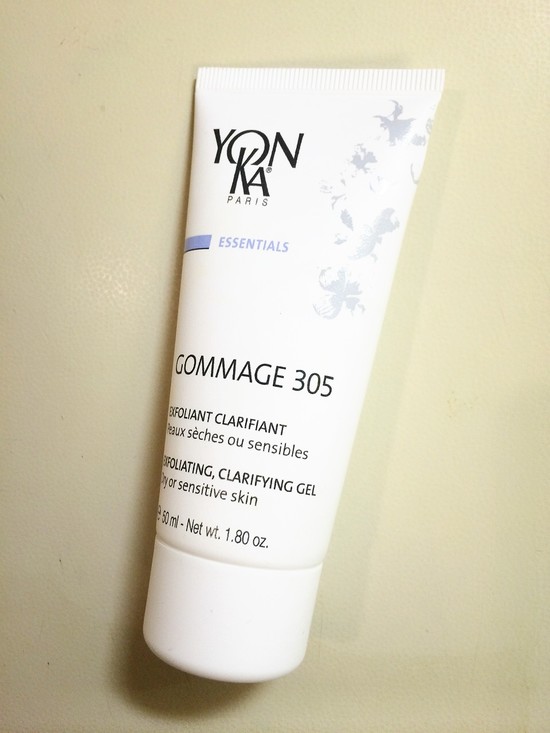 YON
KA®
PARIS
ESSENTIALS
GOMMAGE 305
EXFOLIANT CLARIFIANT
Peaux sèches ou sensibles
EXFOLIATING, CLARIFYING GEL
Dry or sensitive skin
℮ 50 ml - Net wt. 1.80 oz.